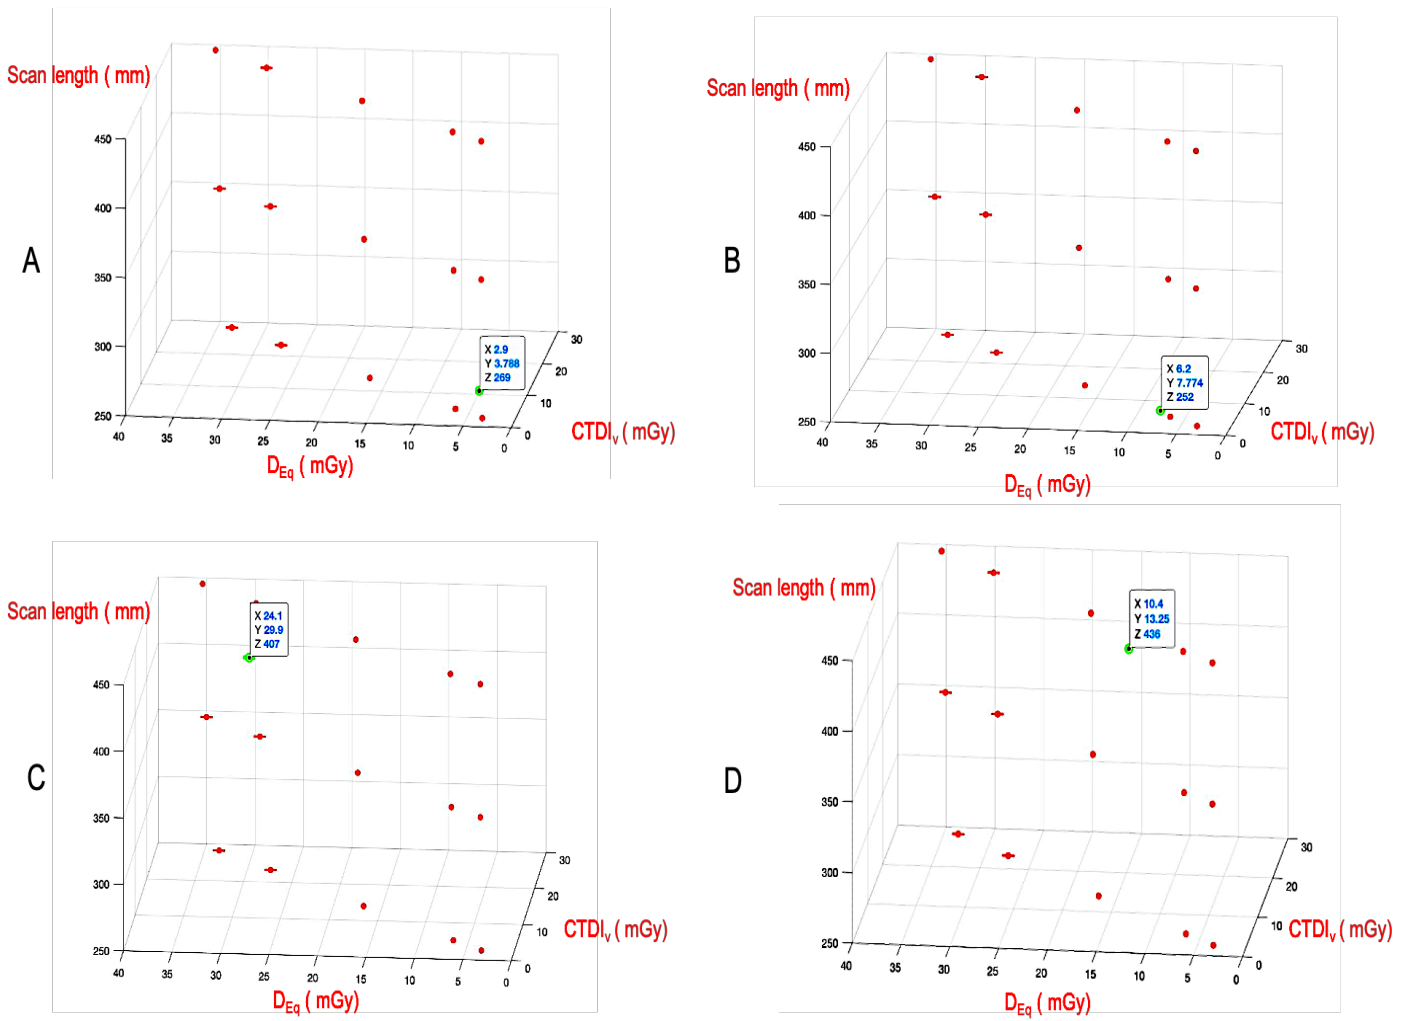 Scan length ( mm)
450
400
350
300
250
A
X 2.9
Y 3.788
Z 269
40
35
30
25
20
15
10
5
0
0
10
20
30
CTDIv ( mGy)
DEq ( mGy)
Scan length ( mm)
450
400
350
300
250
B
X 6.2
Y 7.774
Z 252
40
35
30
25
20
15
10
5
0
0
10
20
30
CTDIv ( mGy)
DEq ( mGy)
Scan length ( mm)
450
400
350
300
250
C
X 24.1
Y 29.9
Z 407
40
35
30
25
20
15
10
5
0
0
10
20
30
CTDIv ( mGy)
DEq ( mGy)
Scan length ( mm)
450
400
350
300
250
D
X 10.4
Y 13.25
Z 436
40
35
30
25
20
15
10
5
0
0
10
20
30
CTDIv ( mGy)
DEq ( mGy)